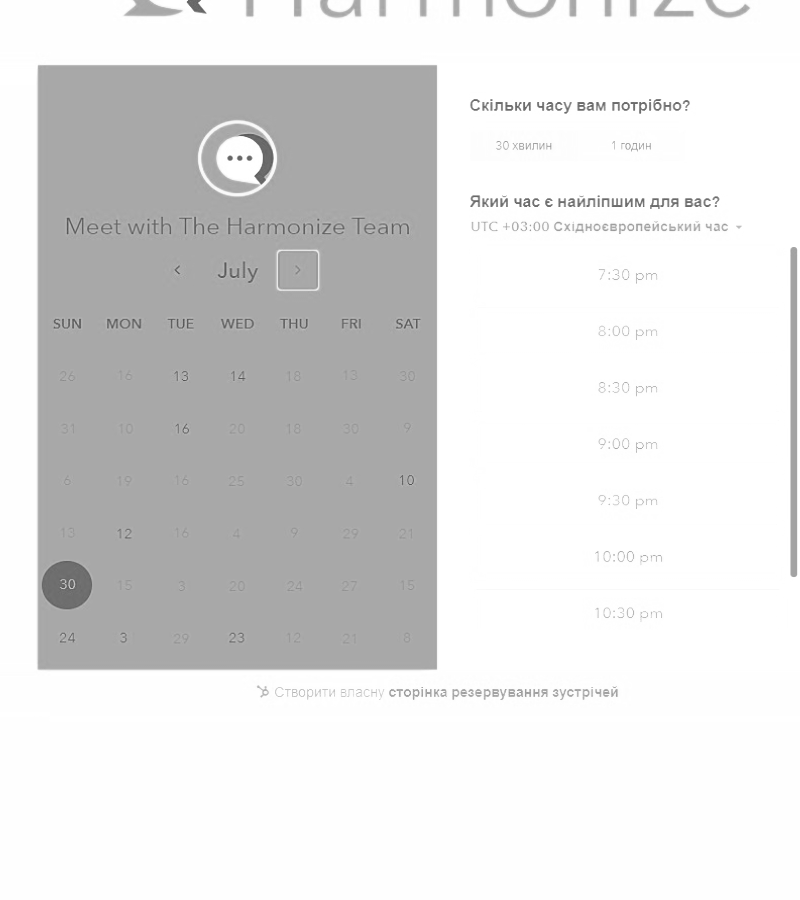 Harmonize
Meet with The Harmonize Team
July
SUN MON TUE WED THU FRI SAT
26 16 13 14 18 13 30
31 10 16 20 18 30 9
6 19 16 25 30 4 10
13 12 16 4 9 29 21
30 15 3 20 24 27 15
24 3 29 23 12 21 8
Скільки часу вам потрібно?
30 хвилин 1 годин
Який час є найліпшим для вас?
UTC +03:00 Східноєвропейський час
7:30 pm
8:00 pm
8:30 pm
9:00 pm
9:30 pm
10:00 pm
10:30 pm
Створити власну сторінка резервування зустрічей